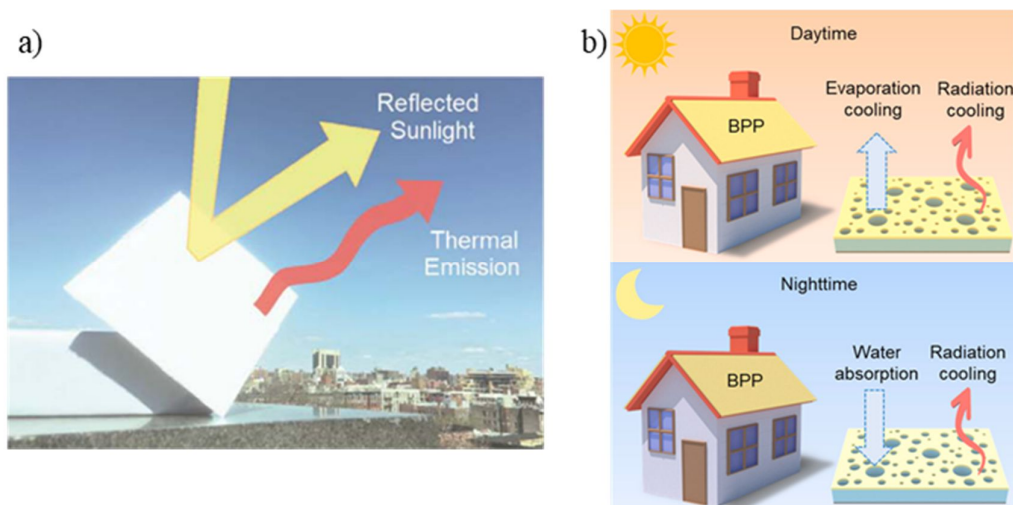 a)
Reflected
Sunlight
Thermal
Emission
b)
Daytime
BPP
Evaporation
cooling
Radiation
cooling
Nighttime
BPP
Water
absorption
Radiation
cooling